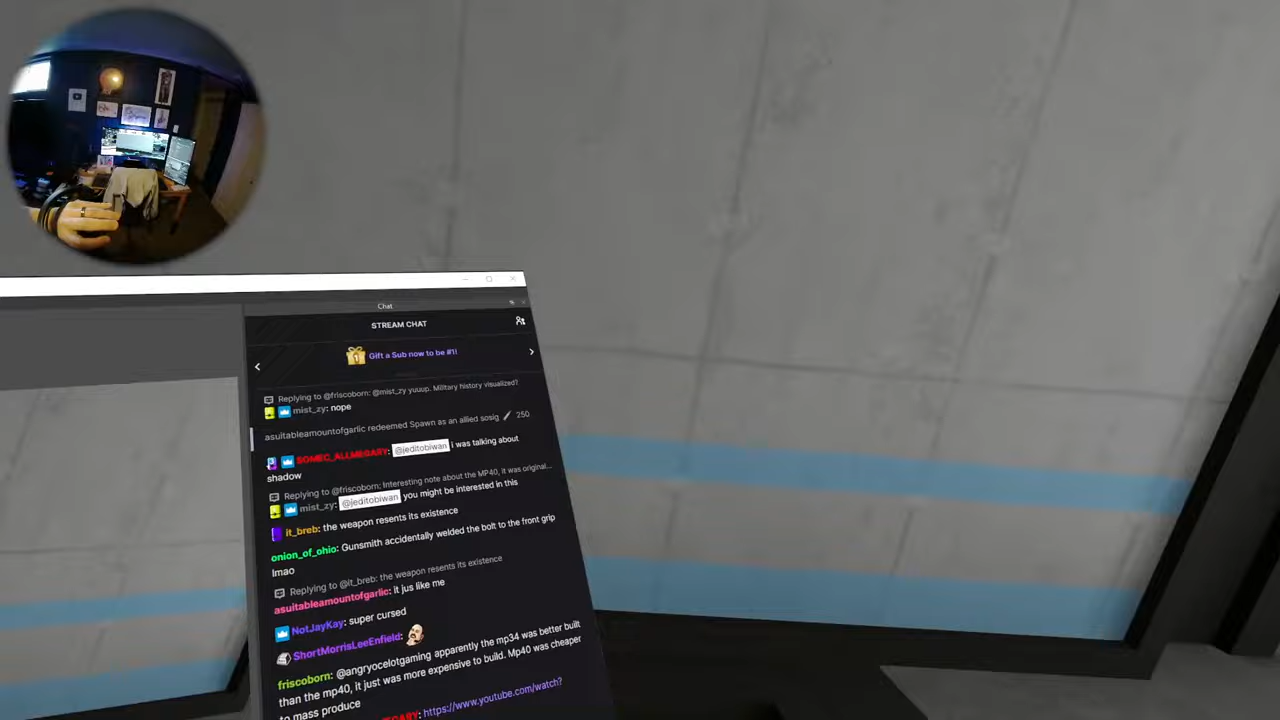 Chat
STREAM CHAT
Gift a Sub now to be #1!
Replying to @friscoborn: @mist_zy yuuup. Military history visualized?
mist_zy: nope
asuitableamountofgarlic redeemed Spawn as an allied sosig 250
SOMEC_ALLMEGARY: @jeditobiwan i was talking about
shadow
Replying to @friscoborn: Interesting note about the MP40, it was original...
mist_zy: @jeditobiwan you might be interested in this
it_breb: the weapon resents its existence
onion_of_ohio: Gunsmith accidentally welded the bolt to the front grip
lmao
Replying to @it_breb: the weapon resents its existence
asuitableamountofgarlic: it jus like me
NotJayKay: super cursed
ShortMorrisLeeEnfield:
friscoborn: @angryocelotgaming apparently the mp34 was better built
than the mp40, it just was more expensive to build. Mp40 was cheaper
to mass produce
https://www.youtube.com/watch?